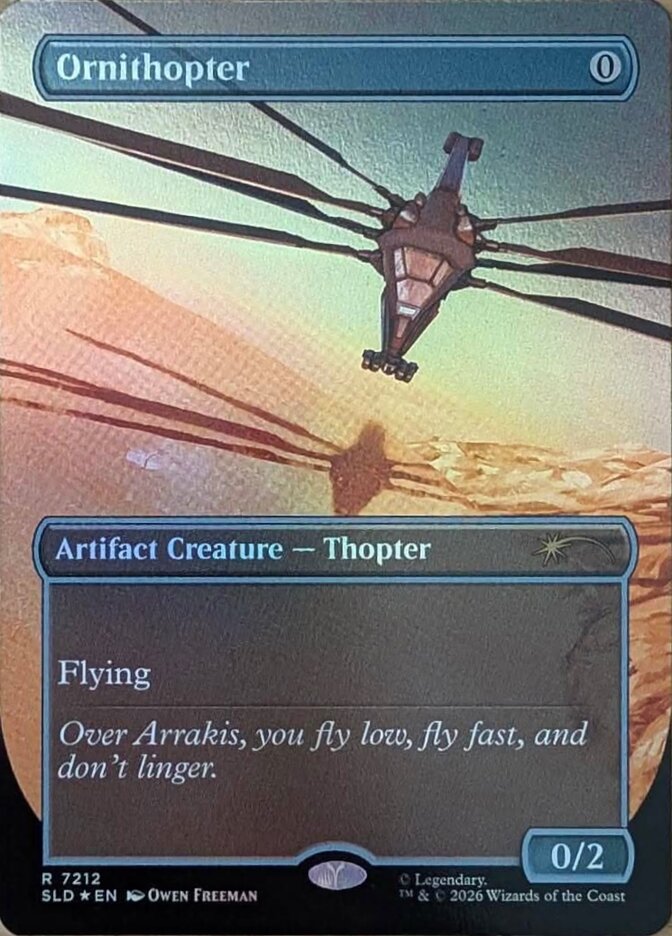 Ornithopter 0
Artifact Creature — Thopter
Flying
Over Arrakis, you fly low, fly fast, and
don't linger.
0/2
R 7212
SLD ★ EN OWEN FREEMAN
© Legendary.
™ & © 2026 Wizards of the Coast